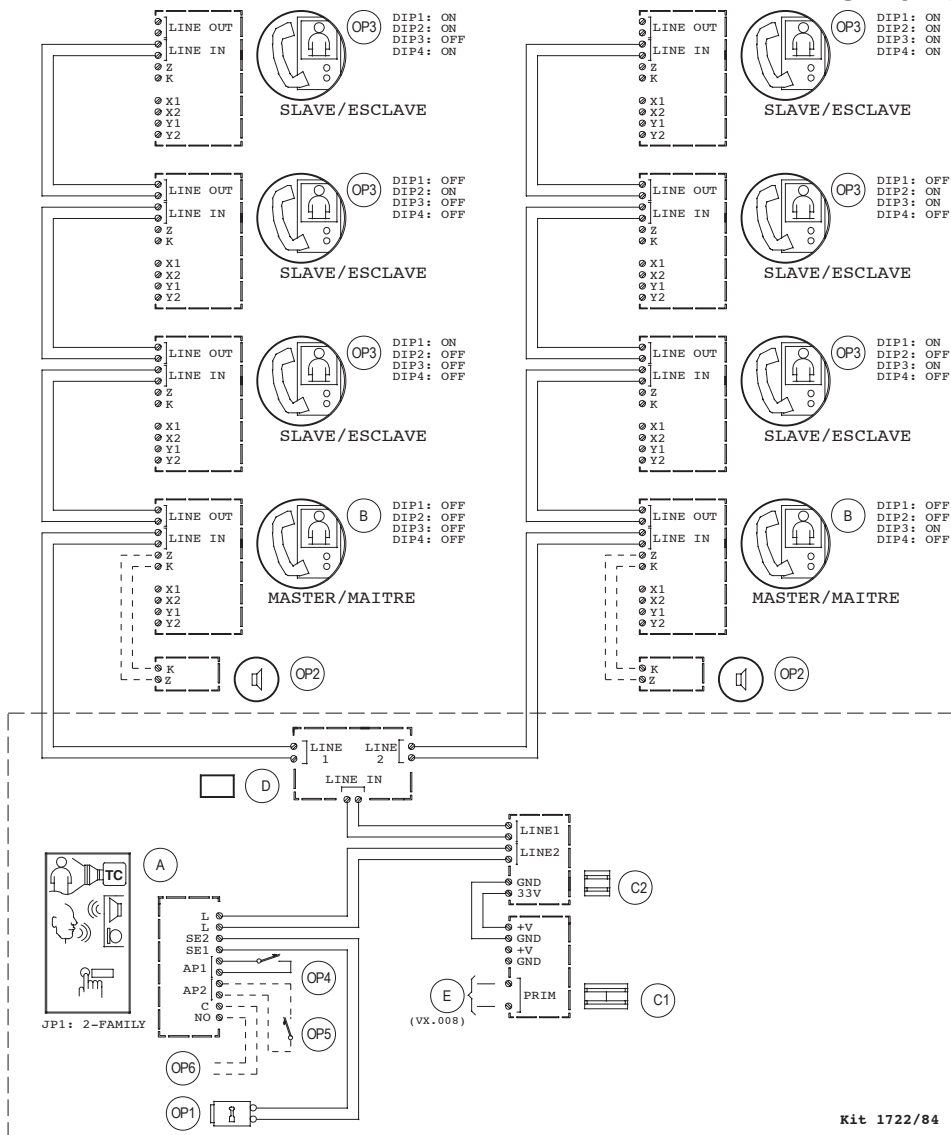 LINE OUT
LINE IN
Z
K
X1
X2
Y1
Y2
OP3
DIP1: ON
DIP2: ON
DIP3: OFF
DIP4: ON
SLAVE/ESCLAVE
LINE OUT
LINE IN
Z
K
X1
X2
Y1
Y2
OP3
DIP1: ON
DIP2: ON
DIP3: ON
DIP4: ON
SLAVE/ESCLAVE
LINE OUT
LINE IN
Z
K
X1
X2
Y1
Y2
OP3
DIP1: OFF
DIP2: ON
DIP3: OFF
DIP4: OFF
SLAVE/ESCLAVE
LINE OUT
LINE IN
Z
K
X1
X2
Y1
Y2
OP3
DIP1: OFF
DIP2: ON
DIP3: ON
DIP4: OFF
SLAVE/ESCLAVE
LINE OUT
LINE IN
Z
K
X1
X2
Y1
Y2
OP3
DIP1: ON
DIP2: OFF
DIP3: OFF
DIP4: OFF
SLAVE/ESCLAVE
LINE OUT
LINE IN
Z
K
X1
X2
Y1
Y2
OP3
DIP1: ON
DIP2: OFF
DIP3: ON
DIP4: OFF
SLAVE/ESCLAVE
LINE OUT
LINE IN
Z
K
X1
X2
Y1
Y2
B
DIP1: OFF
DIP2: OFF
DIP3: OFF
DIP4: OFF
MASTER/MAITRE
K
Z
OP2
LINE OUT
LINE IN
Z
K
X1
X2
Y1
Y2
B
DIP1: OFF
DIP2: OFF
DIP3: ON
DIP4: OFF
MASTER/MAITRE
K
Z
OP2
LINE 1
LINE 2
LINE IN
D
LINE1
LINE2
GND
33V
C2
+V
GND
+V
GND
PRIM
C1
E
(VX.008)
A
TC
JP1: 2-FAMILY
L
L
SE2
SE1
AP1
AP2
C
NO
OP4
OP5
OP6
OP1
Kit 1722/84